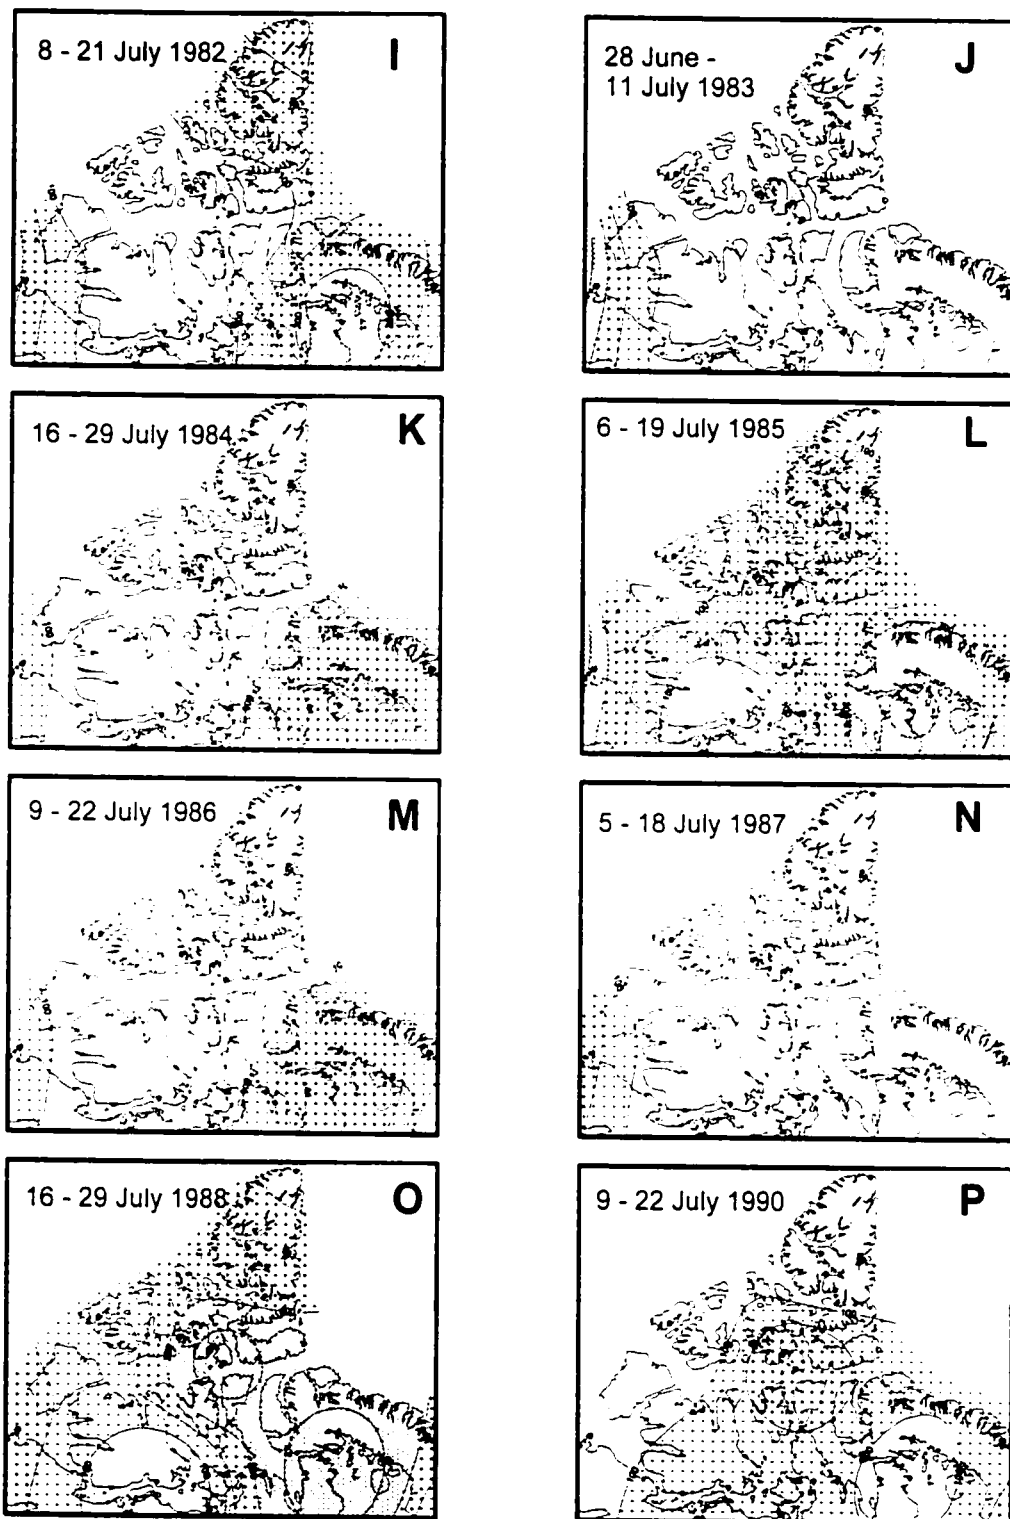 8 - 21 July 1982
I
28 June -
11 July 1983
J
16 - 29 July 1984
K
6 - 19 July 1985
L
9 - 22 July 1986
M
5 - 18 July 1987
N
16 - 29 July 1988
O
9 - 22 July 1990
P